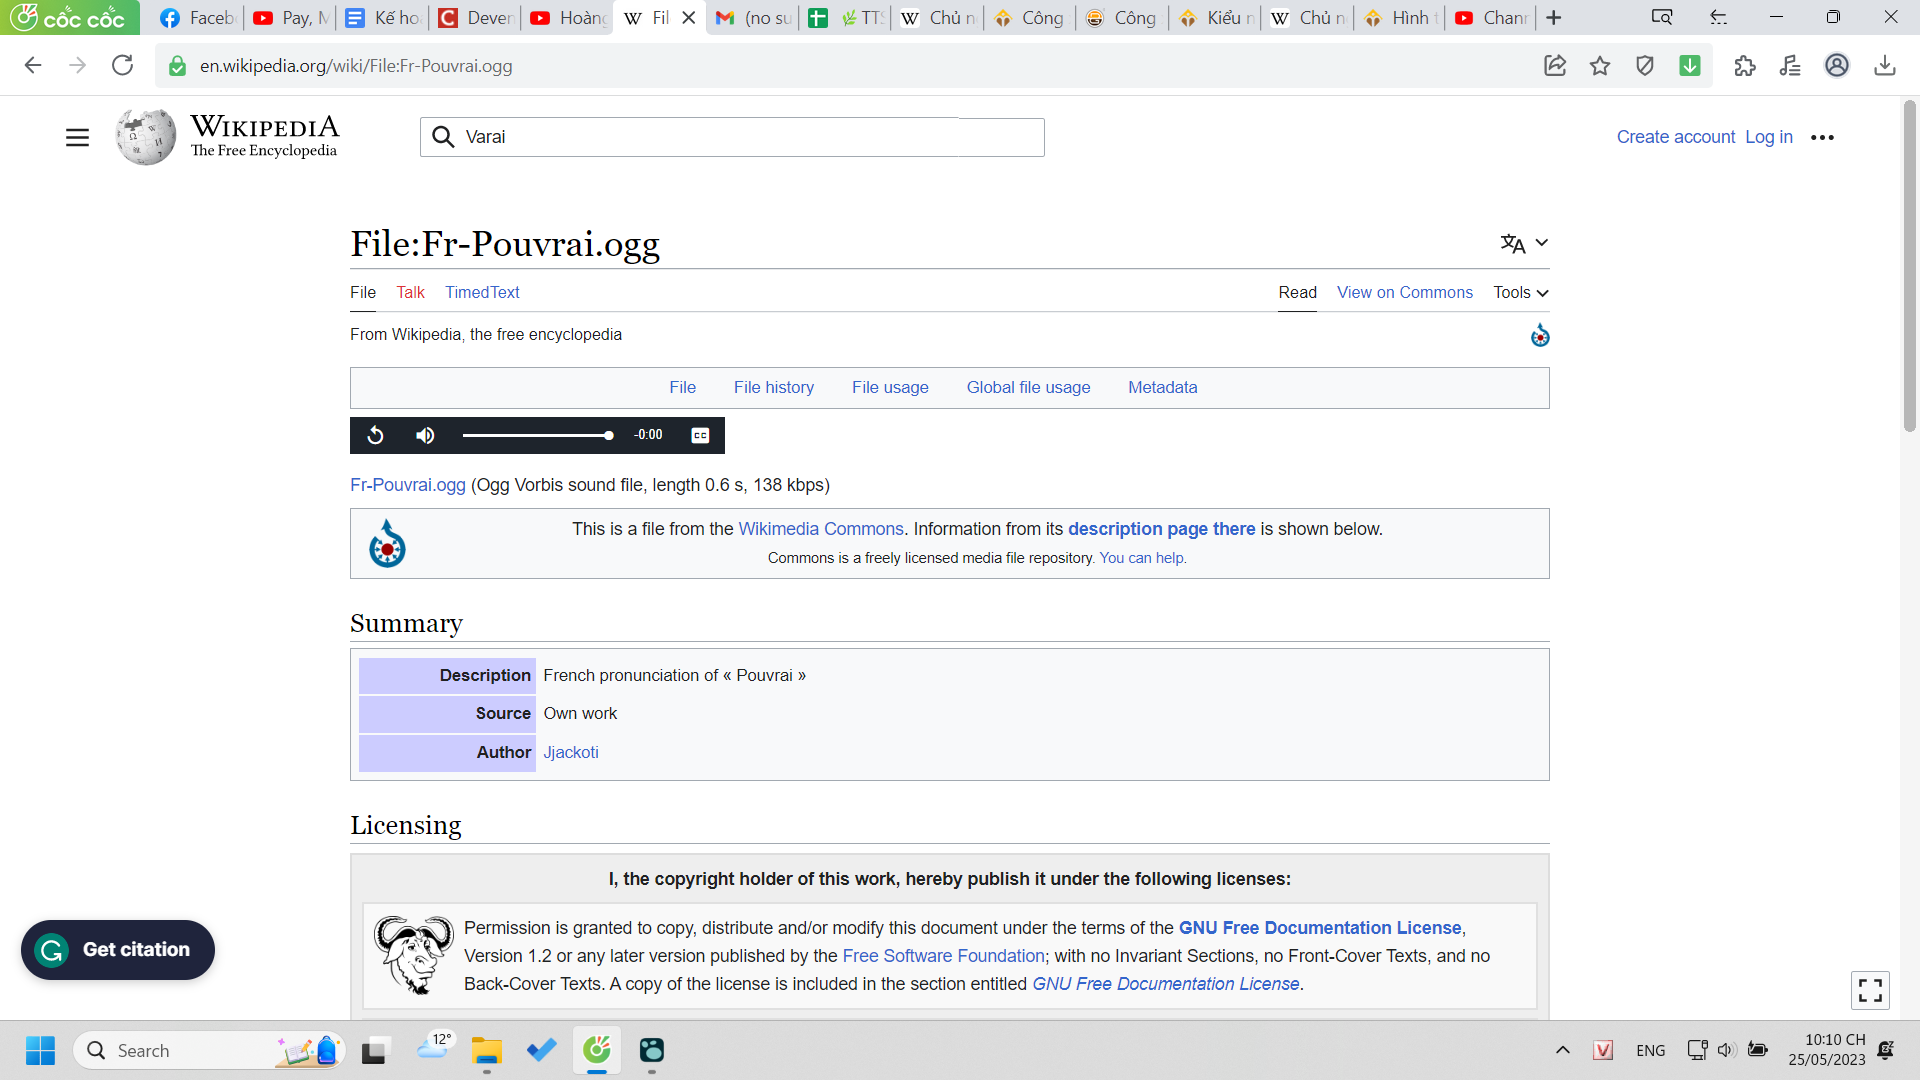 cốc cốc
Faceb
Pay, M
Kế ho
Deven
Hoàng
Fil
(no su
TTS
Chủ n
Công
Công
Kiểu n
Chủ n
Hình t
Chann
en.wikipedia.org/wiki/File:Fr-Pouvrai.ogg
WIKIPEDIA
The Free Encyclopedia
Varai
Create account Log in
File:Fr-Pouvrai.ogg
File Talk TimedText Read View on Commons Tools
From Wikipedia, the free encyclopedia
File File history File usage Global file usage Metadata
-0:00 CC
Fr-Pouvrai.ogg (Ogg Vorbis sound file, length 0.6 s, 138 kbps)
This is a file from the Wikimedia Commons. Information from its description page there is shown below.
Commons is a freely licensed media file repository. You can help.
Summary
Description French pronunciation of « Pouvrai »
Source Own work
Author Jjackoti
Licensing
I, the copyright holder of this work, hereby publish it under the following licenses:
Permission is granted to copy, distribute and/or modify this document under the terms of the GNU Free Documentation License,
Version 1.2 or any later version published by the Free Software Foundation; with no Invariant Sections, no Front-Cover Texts, and no
Back-Cover Texts. A copy of the license is included in the section entitled GNU Free Documentation License.
Get citation
Search
12°
ENG
10:10 CH
25/05/2023